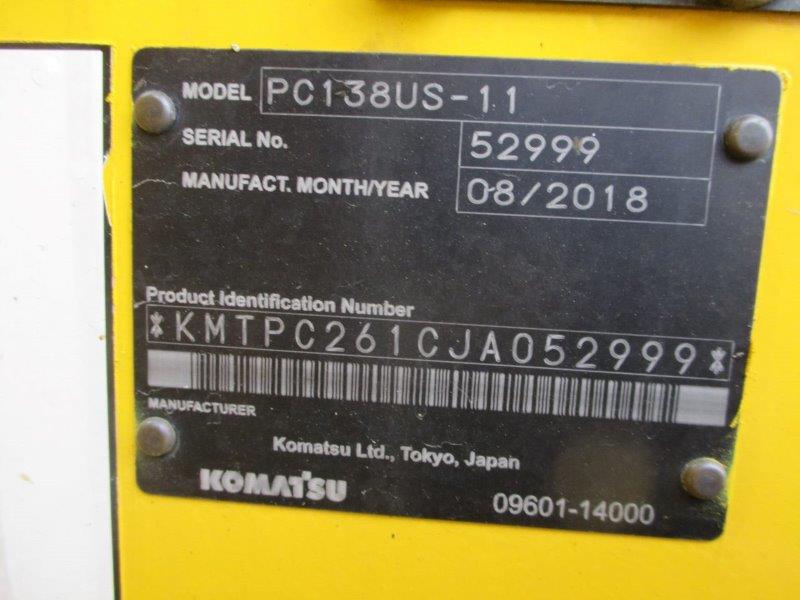 MODEL PC138US-11
SERIAL No. 52999
MANUFACT. MONTH/YEAR 08/2018
Product Identification Number
*KMTPC261CJA052999*
MANUFACTURER
Komatsu Ltd., Tokyo, Japan
KOMATSU
09601-14000